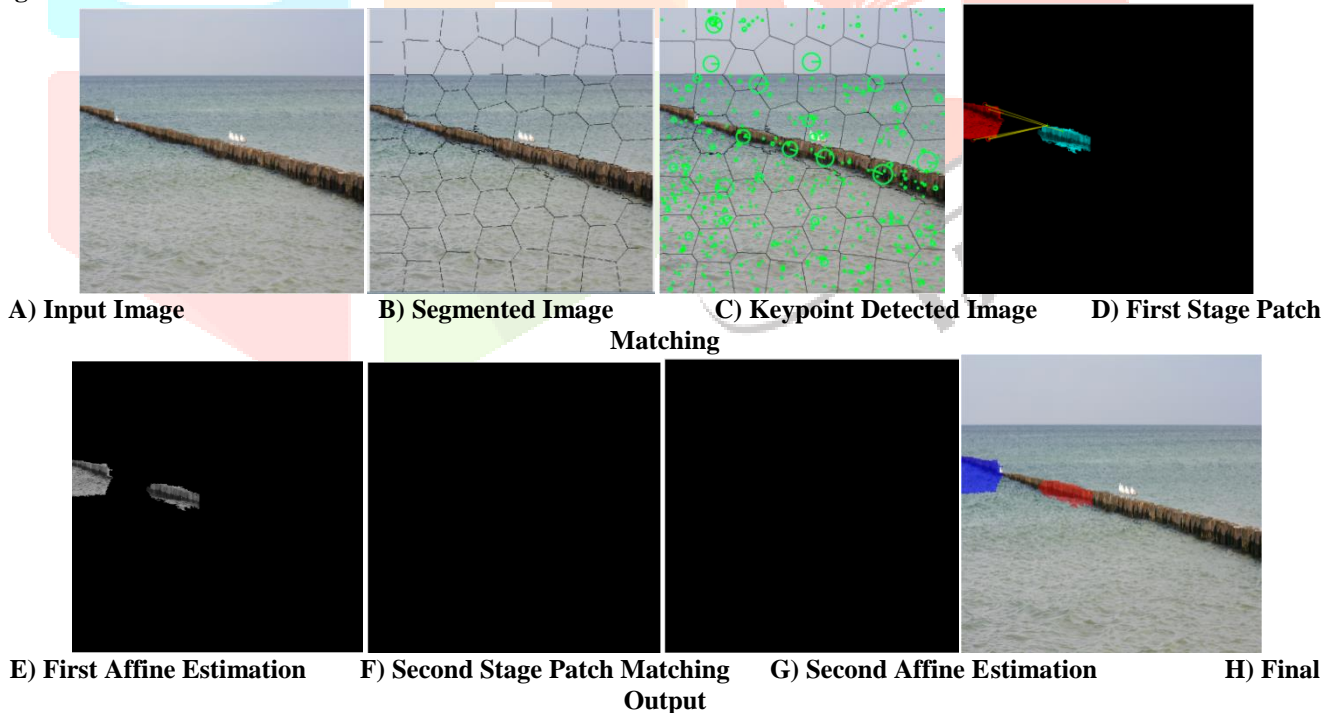 A) Input Image B) Segmented Image C) Keypoint Detected Image D) First Stage Patch
Matching
E) First Affine Estimation F) Second Stage Patch Matching G) Second Affine Estimation H) Final
Output